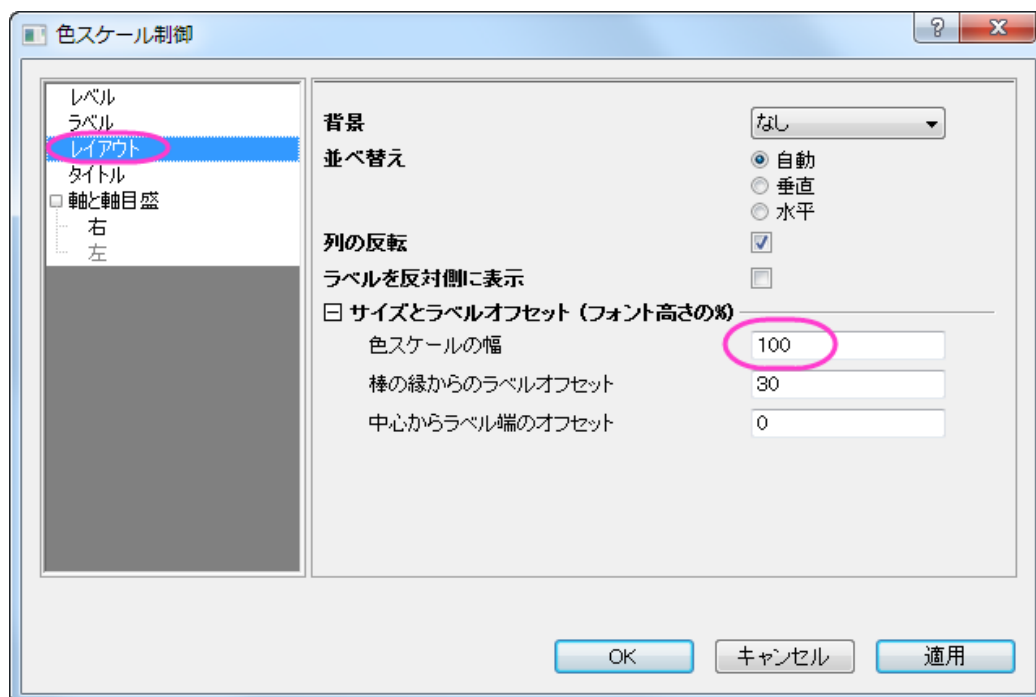 色スケール制御
レベル
ラベル
レイアウト
タイトル
軸と軸目盛
右
左
背景
なし
並べ替え
自動
垂直
水平
列の反転
ラベルを反対側に表示
サイズとラベルオフセット (フォント高さの%)
色スケールの幅
100
棒の縁からのラベルオフセット
30
中心からラベル端のオフセット
0
OK
キャンセル
適用